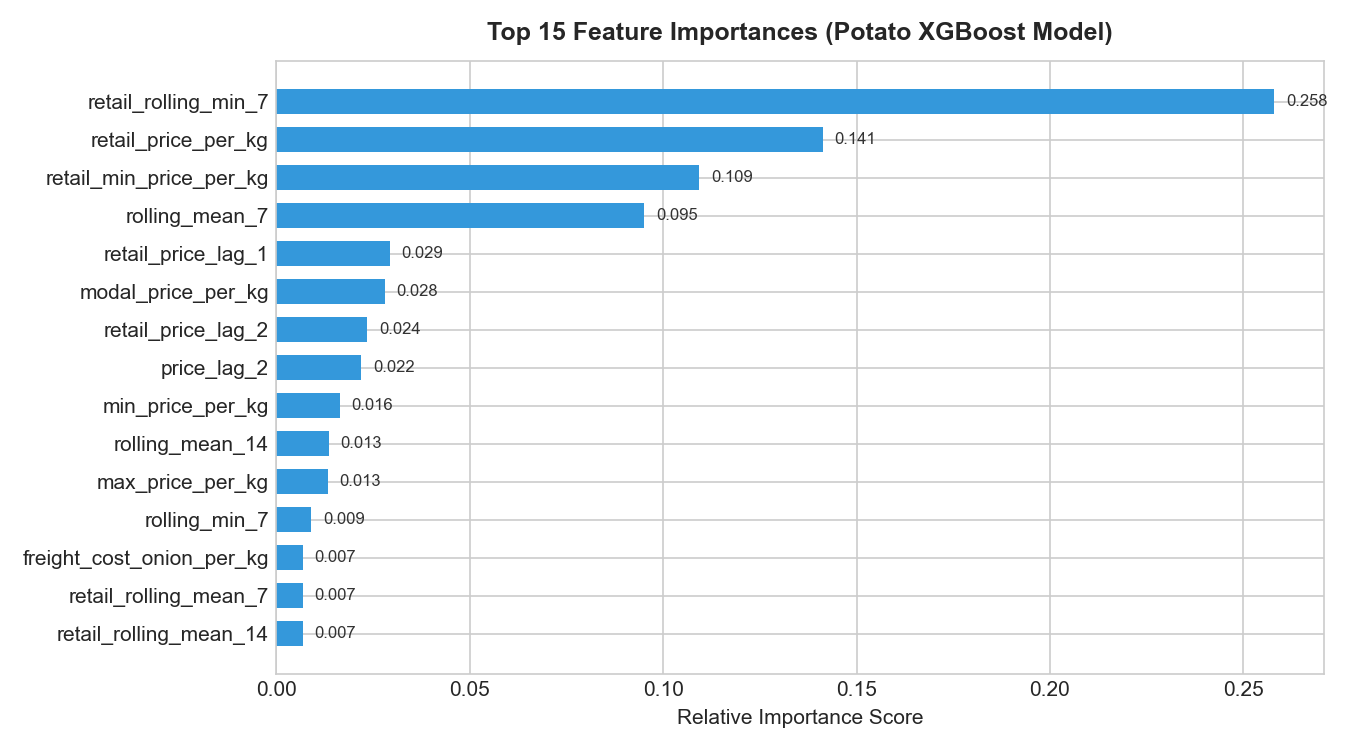 Top 15 Feature Importances (Potato XGBoost Model)
retail_rolling_min_7 0.258
retail_price_per_kg 0.141
retail_min_price_per_kg 0.109
rolling_mean_7 0.095
retail_price_lag_1 0.029
modal_price_per_kg 0.028
retail_price_lag_2 0.024
price_lag_2 0.022
min_price_per_kg 0.016
rolling_mean_14 0.013
max_price_per_kg 0.013
rolling_min_7 0.009
freight_cost_onion_per_kg 0.007
retail_rolling_mean_7 0.007
retail_rolling_mean_14 0.007
0.00 0.05 0.10 0.15 0.20 0.25
Relative Importance Score